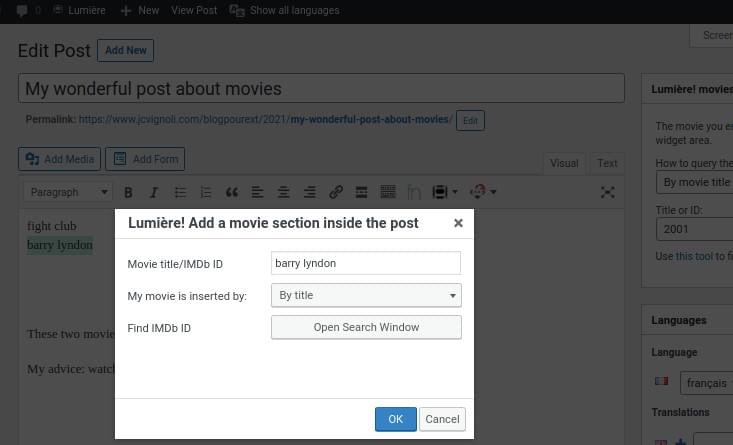 0 Lumière + New View Post Show all languages
Screen
Edit Post Add New
My wonderful post about movies
Permalink: https://www.jcvignoli.com/blogpourext/2021/my-wonderful-post-about-movies/ Edit
Add Media Add Form
Visual Text
Paragraph
fight club
barry lyndon
These two movie
My advice: watch
Lumière! Add a movie section inside the post ×
Movie title/IMDb ID barry lyndon
My movie is inserted by: By title
Find IMDb ID Open Search Window
OK Cancel
Lumière! movies
The movie you e
widget area.
How to query the
By movie title
Title or ID:
2001
Use this tool to fi
Languages
Language
français
Translations